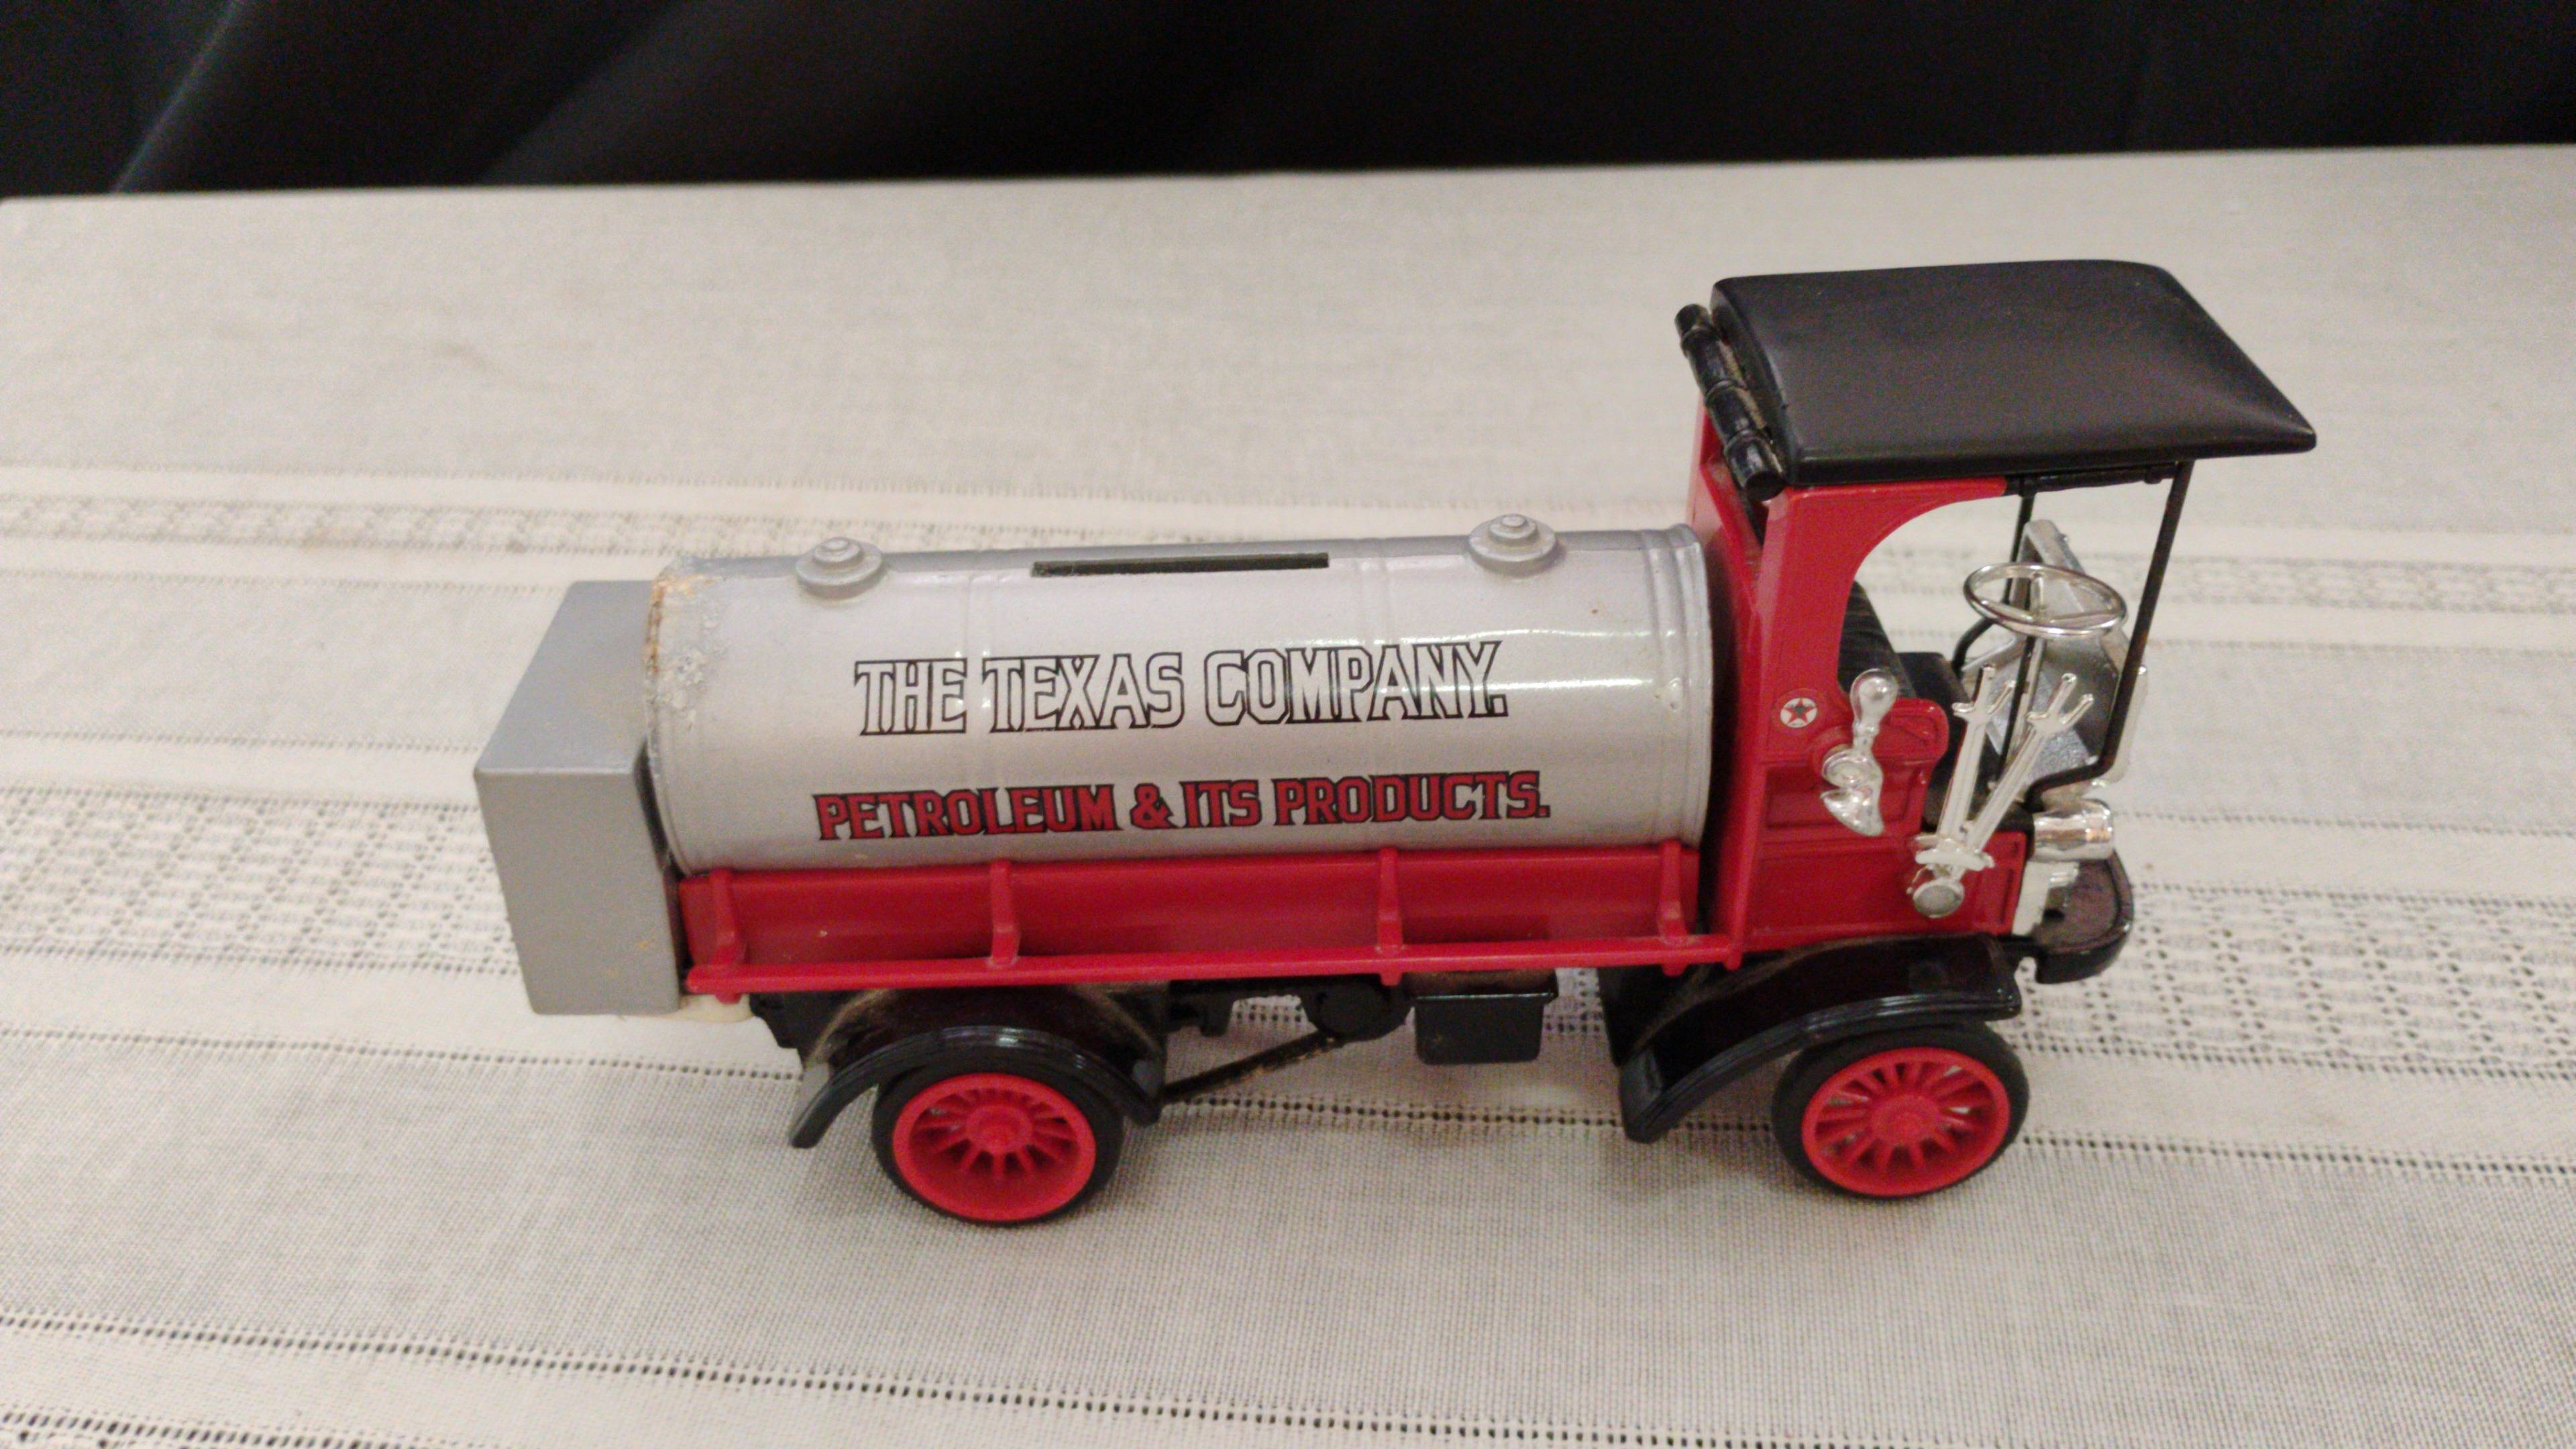 THE TEXAS COMPANY.
PETROLEUM & ITS PRODUCTS.